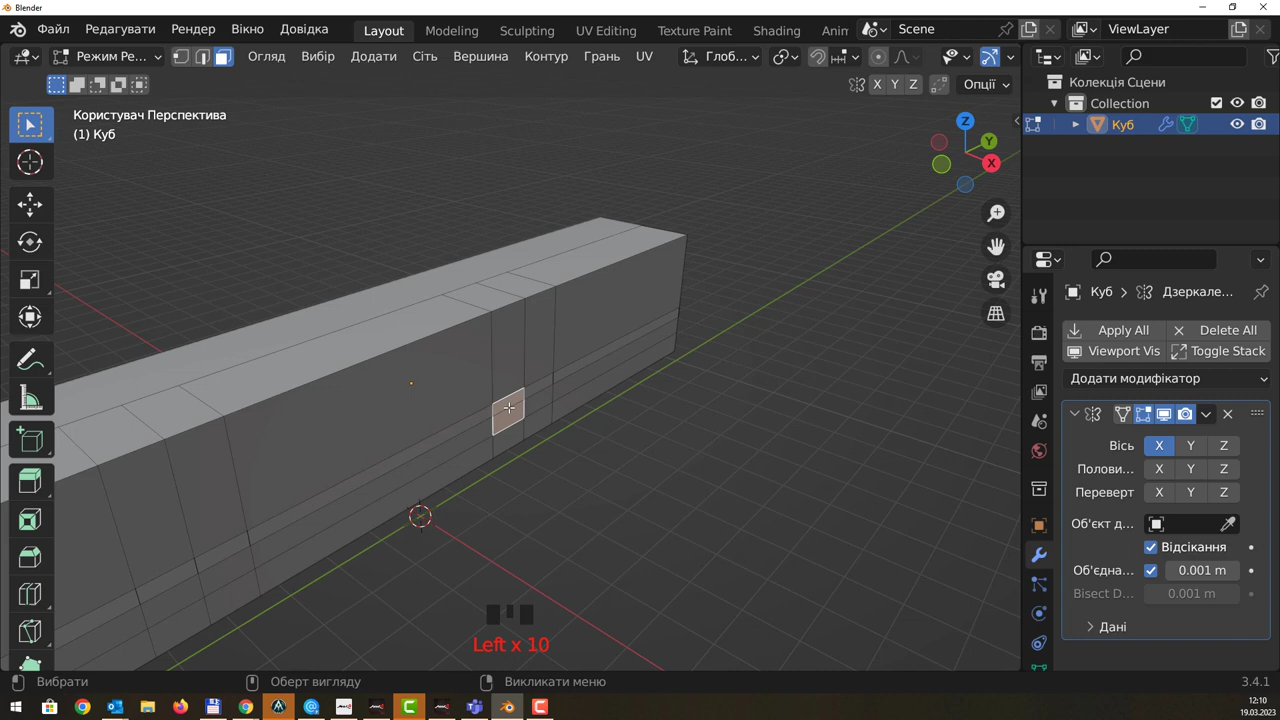 Blender
Файл Редагувати Рендер Вікно Довідка Layout Modeling Sculpting UV Editing Texture Paint Shading Ani Scene ViewLayer
Режим Ре... Огляд Вибір Додати Сіть Вершина Контур Грань UV Глоб...
X Y Z Опції
Користувач Перспектива
(1) Куб
Z
Y
X
Колекція Сцени
Collection
Куб
Куб Дзеркале...
Apply All Delete All
Viewport Vis Toggle Stack
Додати модифікатор
Вісь X Y Z
Полови... X Y Z
Переверт X Y Z
Об'єкт д...
Відсікання
Об'єдна... 0.001 m
Bisect D... 0.001 m
Дані
Left x 10
Вибрати Оберт вигляду Викликати меню 3.4.1
12:10
19.03.2023